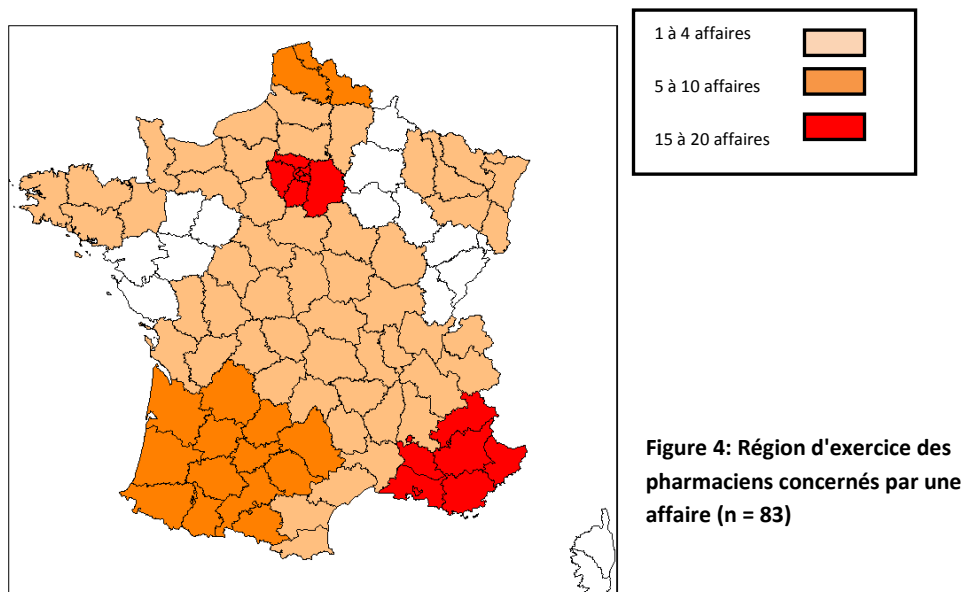 1 à 4 affaires
5 à 10 affaires
15 à 20 affaires
Figure 4: Région d'exercice des
pharmaciens concernés par une
affaire (n = 83)